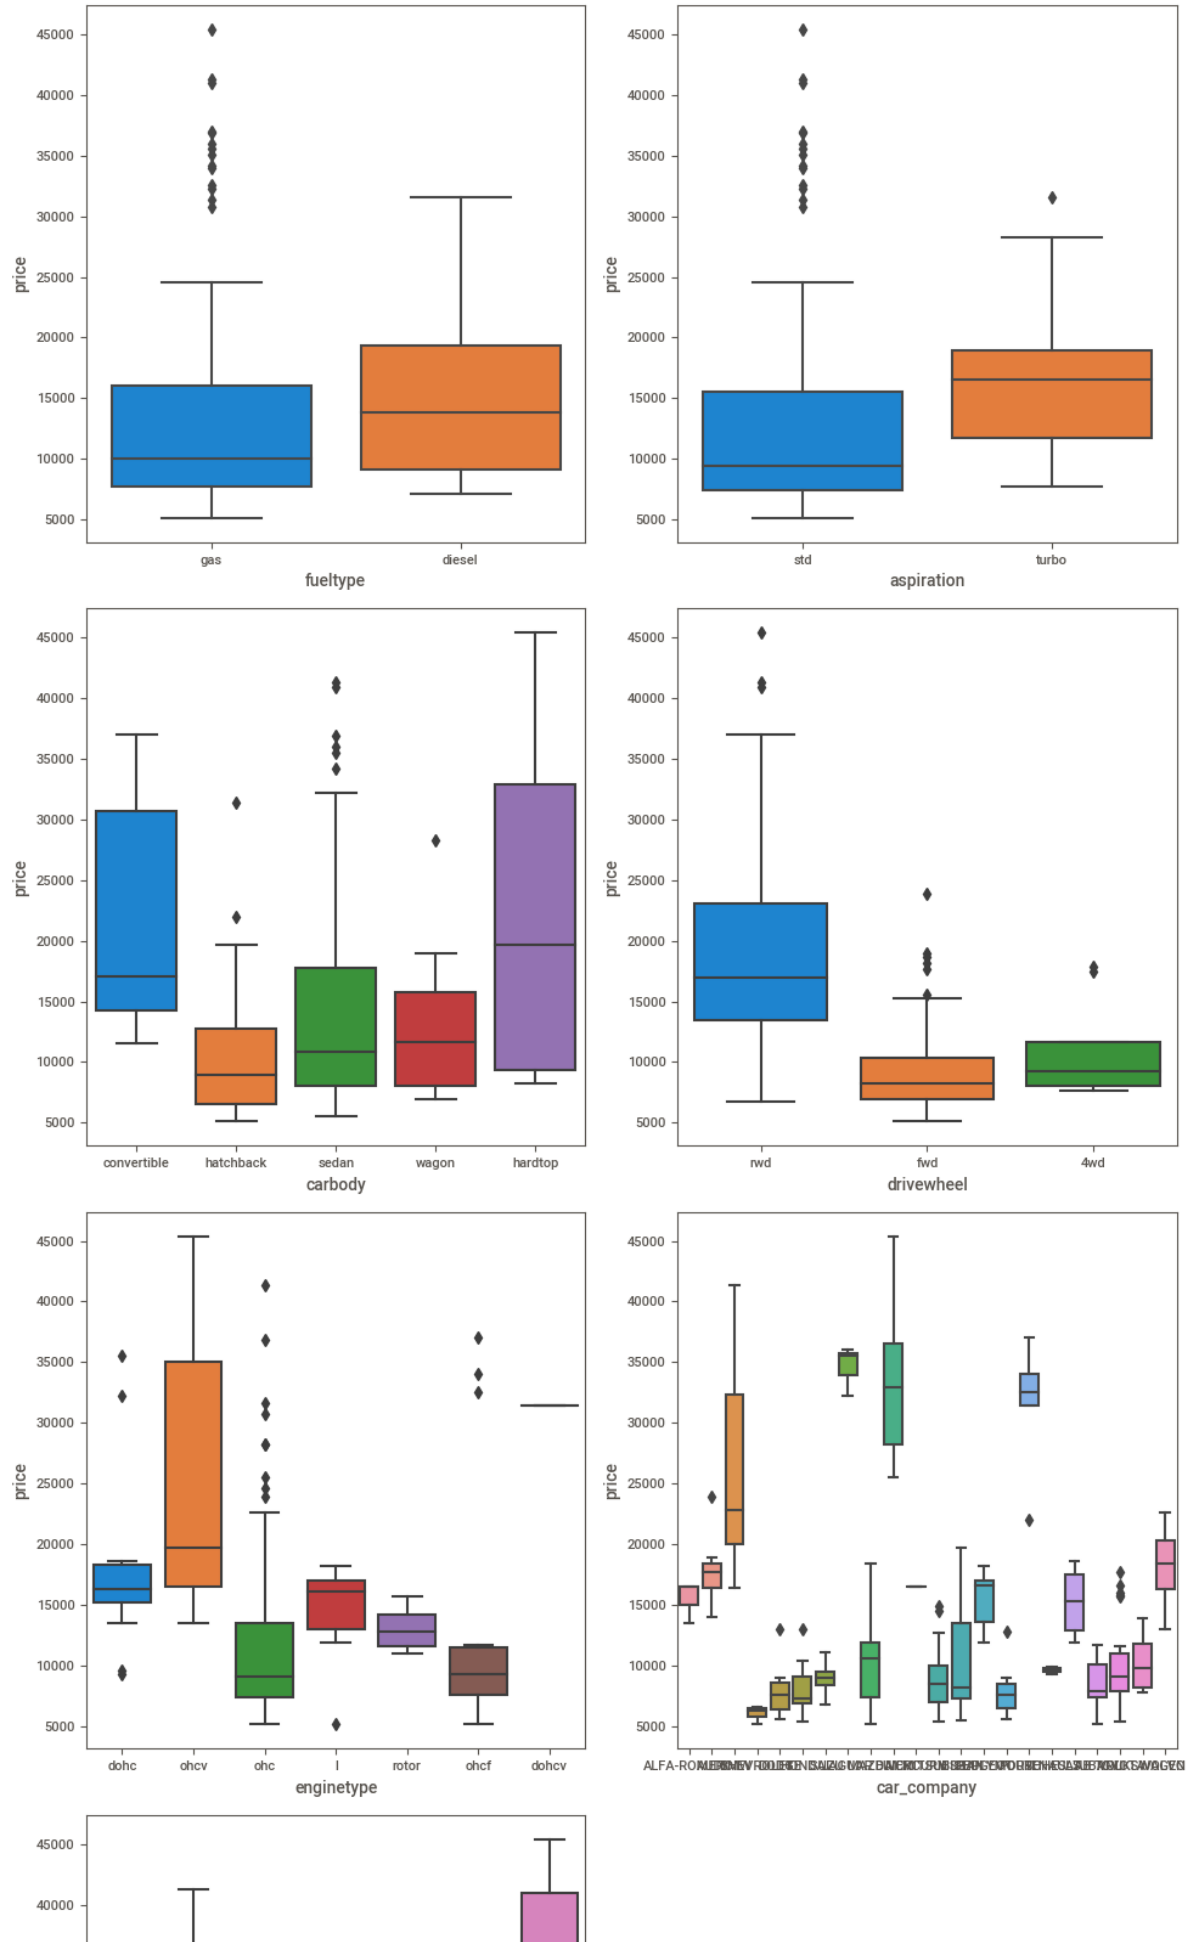 45000
40000
35000
30000
25000
20000
15000
10000
5000
price
gas
diesel
fueltype
45000
40000
35000
30000
25000
20000
15000
10000
5000
price
std
turbo
aspiration
45000
40000
35000
30000
25000
20000
15000
10000
5000
price
convertible
hatchback
sedan
wagon
hardtop
carbody
45000
40000
35000
30000
25000
20000
15000
10000
5000
price
rwd
fwd
4wd
drivewheel
45000
40000
35000
30000
25000
20000
15000
10000
5000
price
dohc
ohcv
ohc
l
rotor
ohcf
dohcv
enginetype
45000
40000
35000
30000
25000
20000
15000
10000
5000
price
car_company
45000
40000